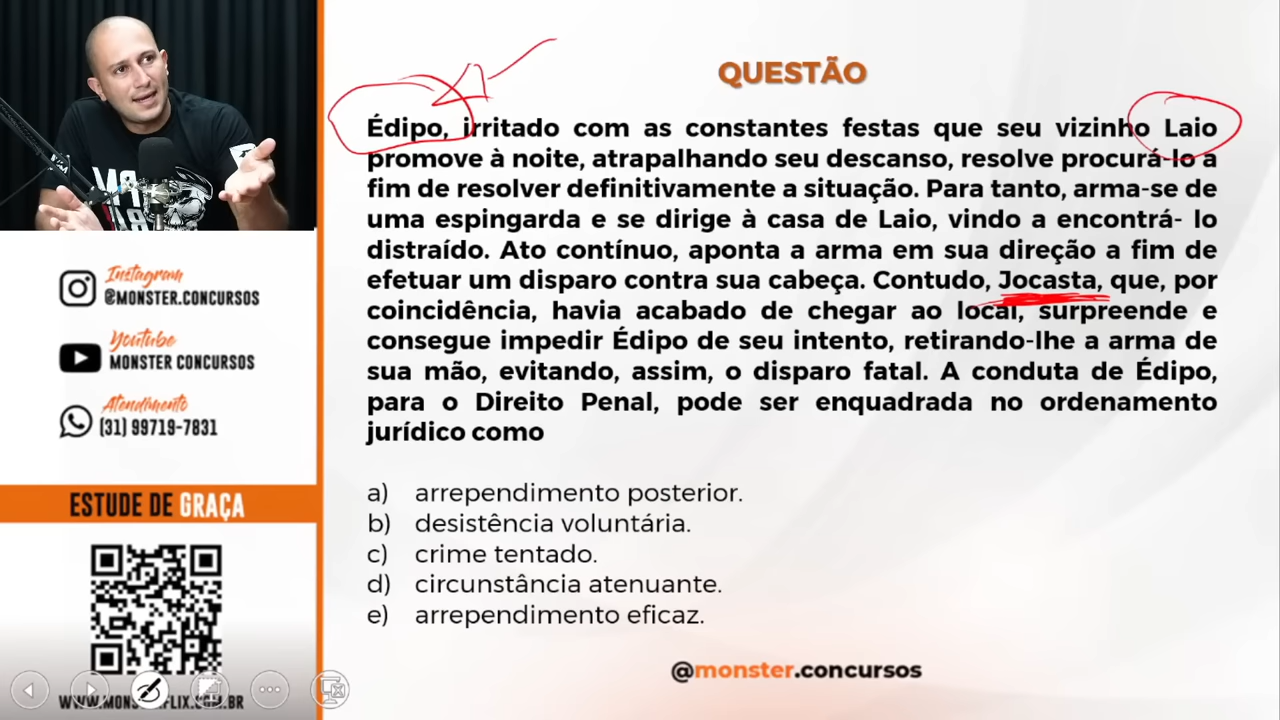 QUESTÃO
Édipo, irritado com as constantes festas que seu vizinho Laio
promove à noite, atrapalhando seu descanso, resolve procurá-lo a
fim de resolver definitivamente a situação. Para tanto, arma-se de
uma espingarda e se dirige à casa de Laio, vindo a encontrá- lo
distraído. Ato contínuo, aponta a arma em sua direção a fim de
efetuar um disparo contra sua cabeça. Contudo, Jocasta, que, por
coincidência, havia acabado de chegar ao local, surpreende e
consegue impedir Édipo de seu intento, retirando-lhe a arma de
sua mão, evitando, assim, o disparo fatal. A conduta de Édipo,
para o Direito Penal, pode ser enquadrada no ordenamento
jurídico como
a) arrependimento posterior.
b) desistência voluntária.
c) crime tentado.
d) circunstância atenuante.
e) arrependimento eficaz.
@monster.concursos
Instagram
@MONSTER.CONCURSOS
Youtube
MONSTER CONCURSOS
Atendimento
(31) 99719-7831
ESTUDE DE GRAÇA